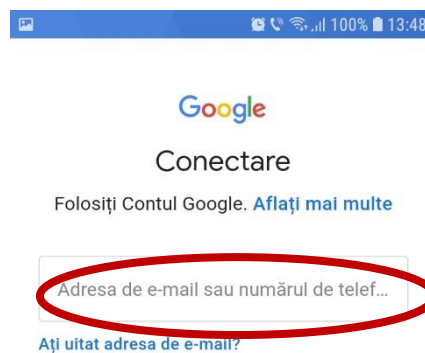 100% 13:48
Google
Conectare
Folosiți Contul Google. Aflați mai multe
Adresa de e-mail sau numărul de telef...
Ați uitat adresa de e-mail?